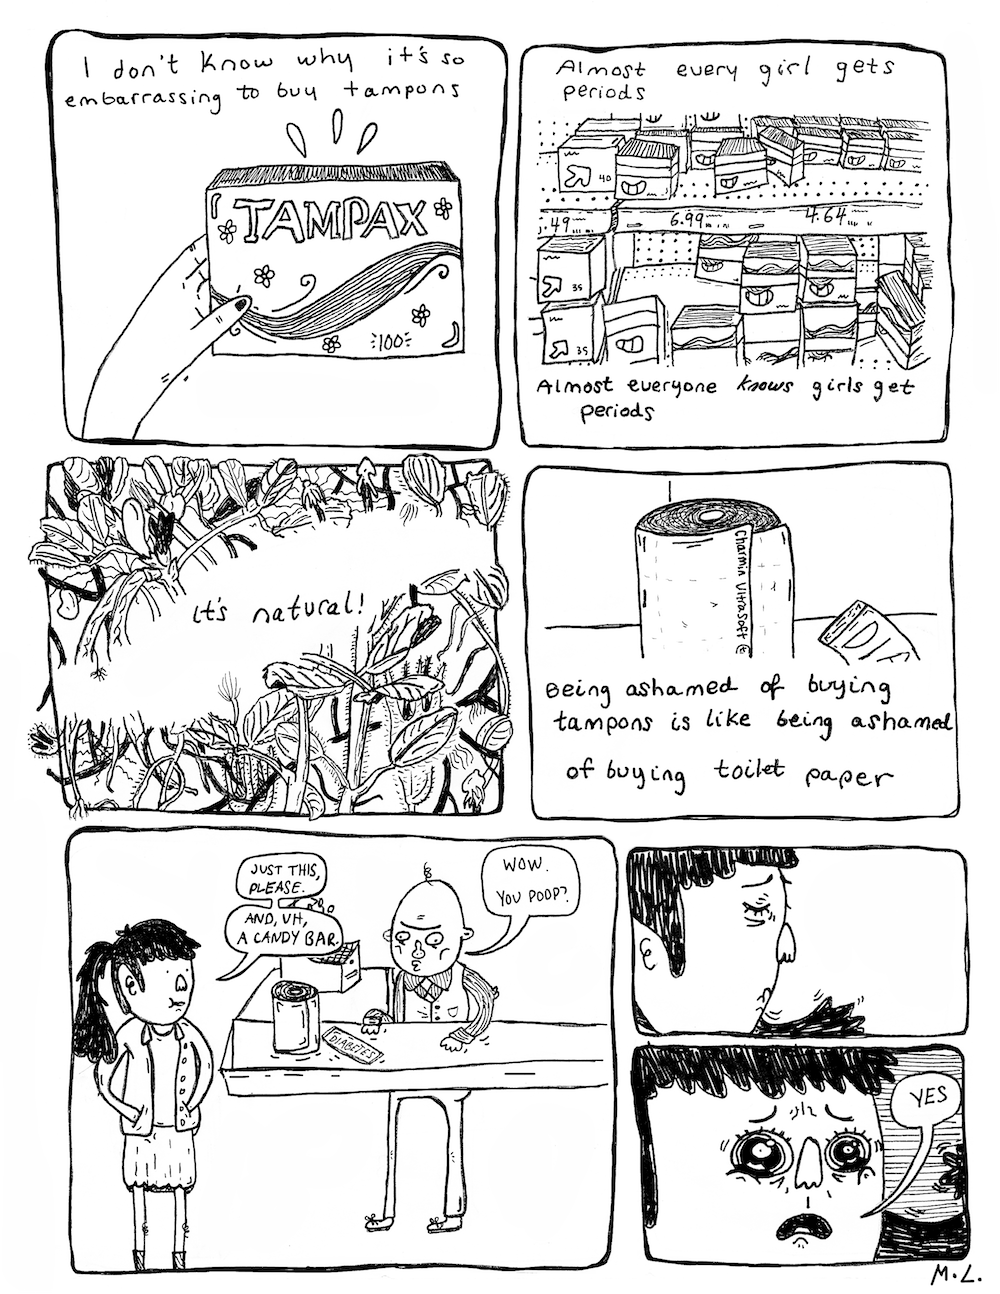 I don't know why it's so
embarrassing to buy tampons
TAMPAX
100
Almost every girl gets
periods
40
.49
6.99
4.64
35
35
Almost everyone knows girls get
periods
It's natural!
Charmin UltraSoft
Being ashamed of buying
tampons is like being ashamed
of buying toilet paper
JUST THIS,
PLEASE.
AND, UH,
A CANDY BAR.
WOW.
YOU POOP?
DIABETES
YES
M.L.